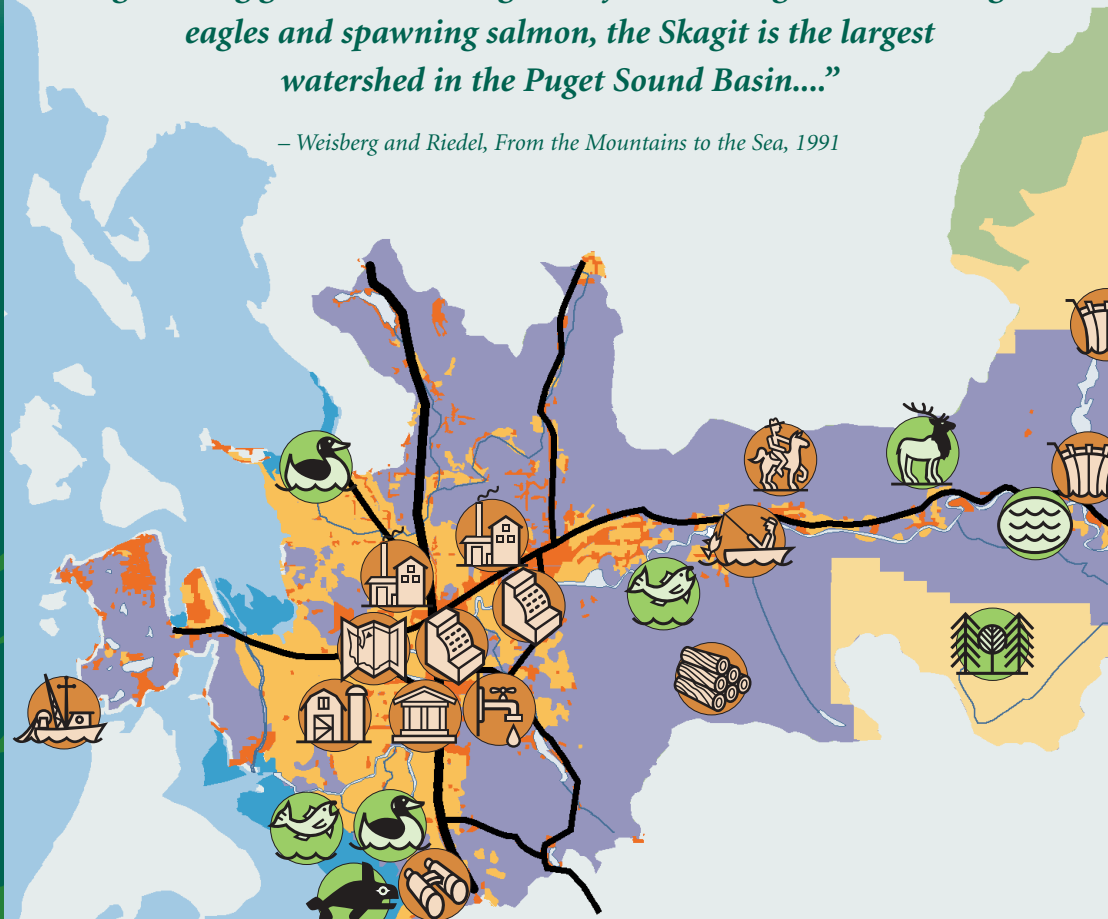 eagles and spawning salmon, the Skagit is the largest
watershed in the Puget Sound Basin....”
– Weisberg and Riedel, From the Mountains to the Sea, 1991